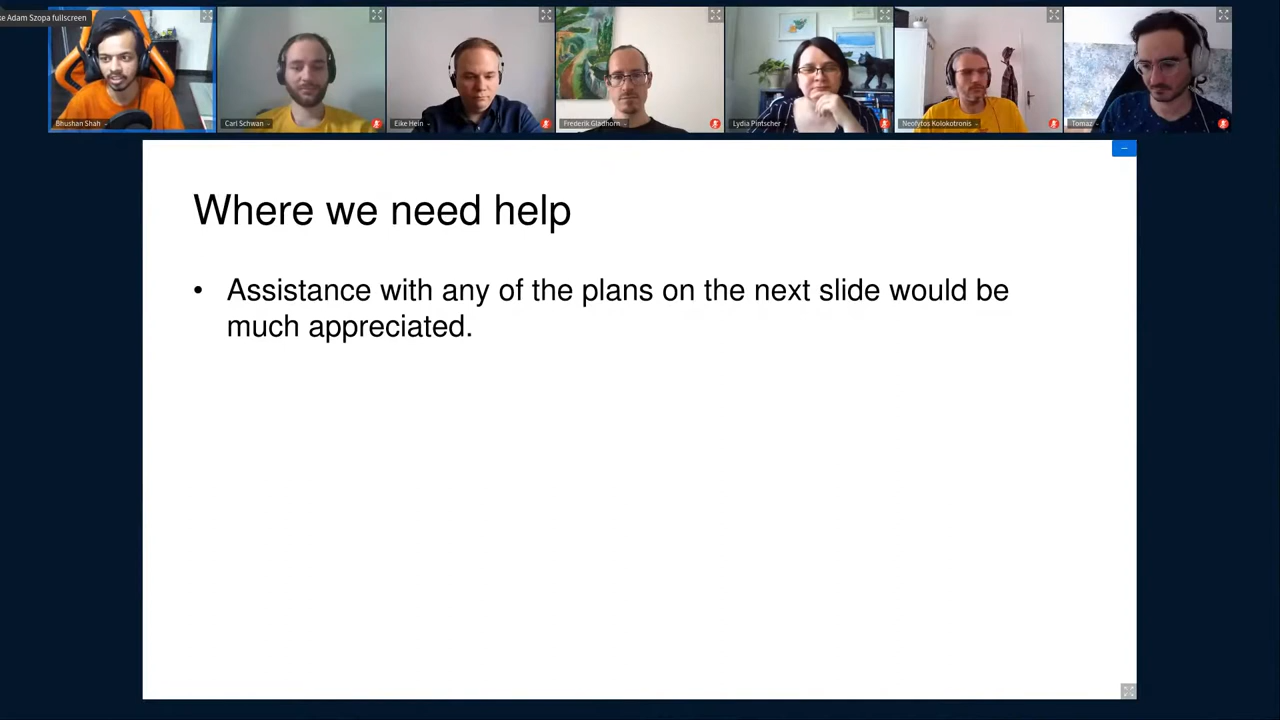 ke Adam Szopa fullscreen
Bhushan Shah
Carl Schwan
Eike Hein
Frederik Gladhorn
Lydia Pintscher
Neofytos Kolokotronis
Tomaz
Where we need help
• Assistance with any of the plans on the next slide would be
much appreciated.